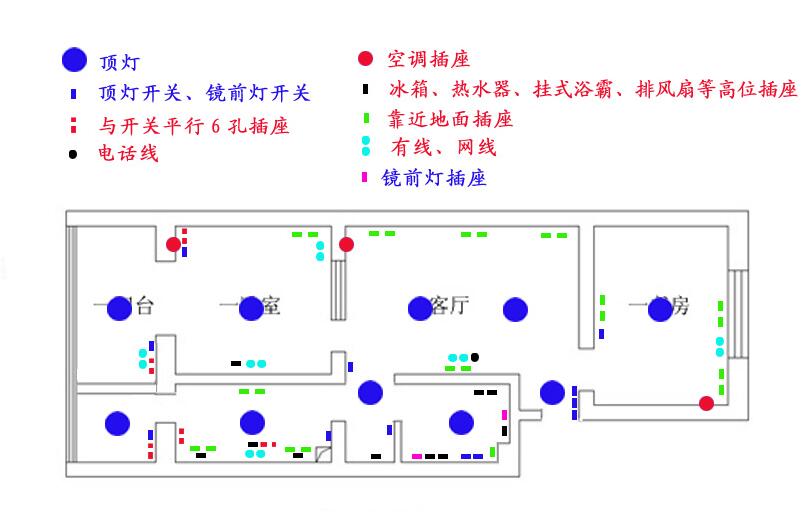 顶灯
空调插座
顶灯开关、镜前灯开关
冰箱、热水器、挂式浴霸、排风扇等高位插座
与开关平行6孔插座
靠近地面插座
电话线
有线、网线
镜前灯插座
一 台
一 室
客厅
一 房